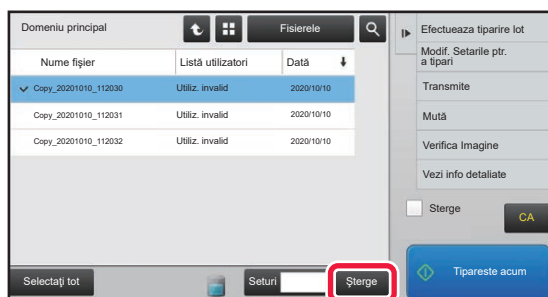 Domeniu principal
Fisierele
Nume fişier
Listă utilizatori
Dată
Copy_20201010_112030
Utiliz. invalid
2020/10/10
Copy_20201010_112031
Utiliz. invalid
2020/10/10
Copy_20201010_112032
Utiliz. invalid
2020/10/10
Selectaţi tot
Seturi
Şterge
Efectueaza tiparire lot
Modif. Setarile ptr.
a tipari
Transmite
Mută
Verifica Imagine
Vezi info detaliate
Sterge
CA
Tipareste acum